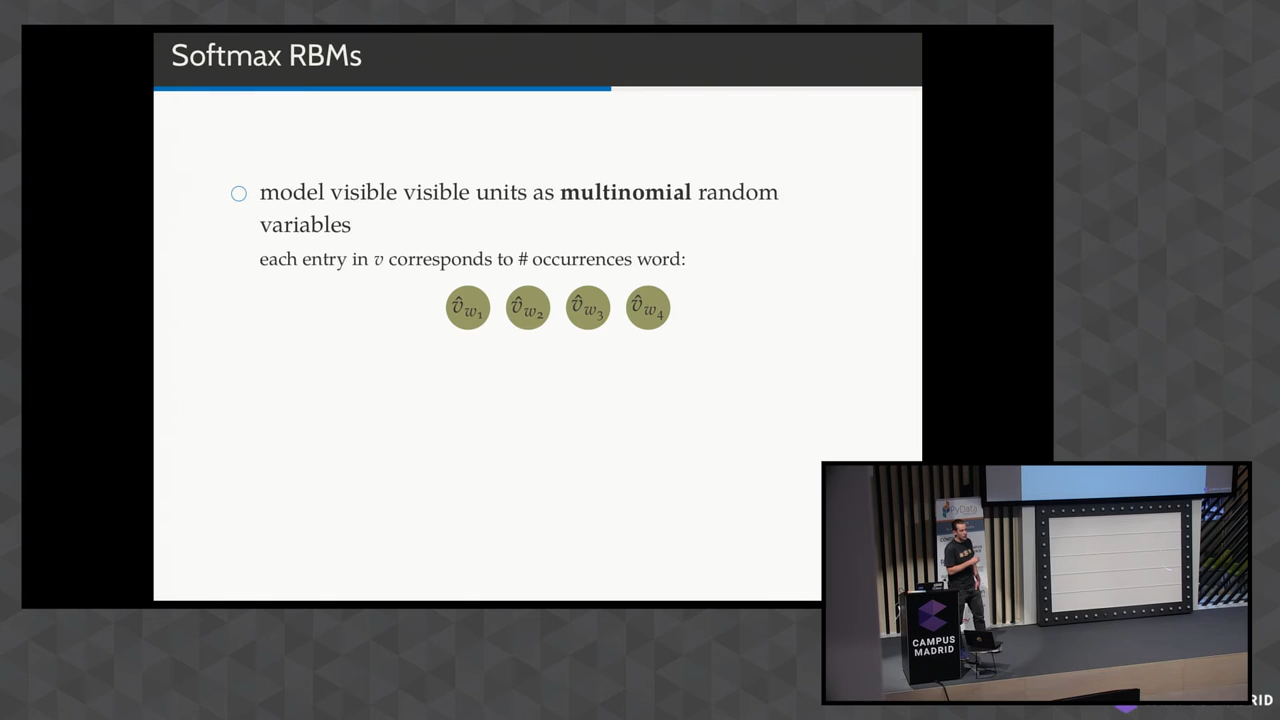 Softmax RBMs
model visible visible units as multinomial random
variables
each entry in v corresponds to # occurrences word:
v̂w₁ v̂w₂ v̂w₃ v̂w₄
PyData
CAMPUS
MADRID
RID